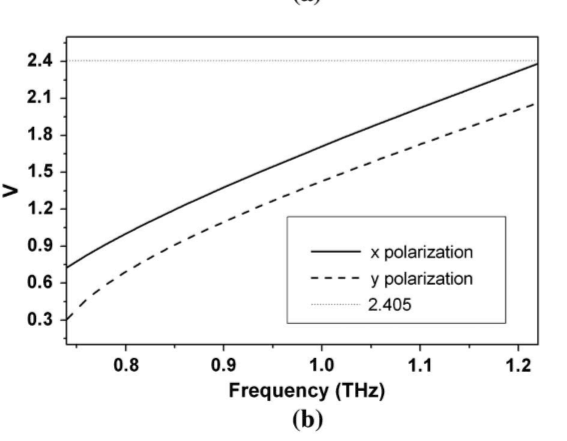 (a)
2.4
2.1
1.8
1.5
1.2
0.9
0.6
0.3
V
x polarization
y polarization
2.405
0.8 0.9 1.0 1.1 1.2
Frequency (THz)
(b)